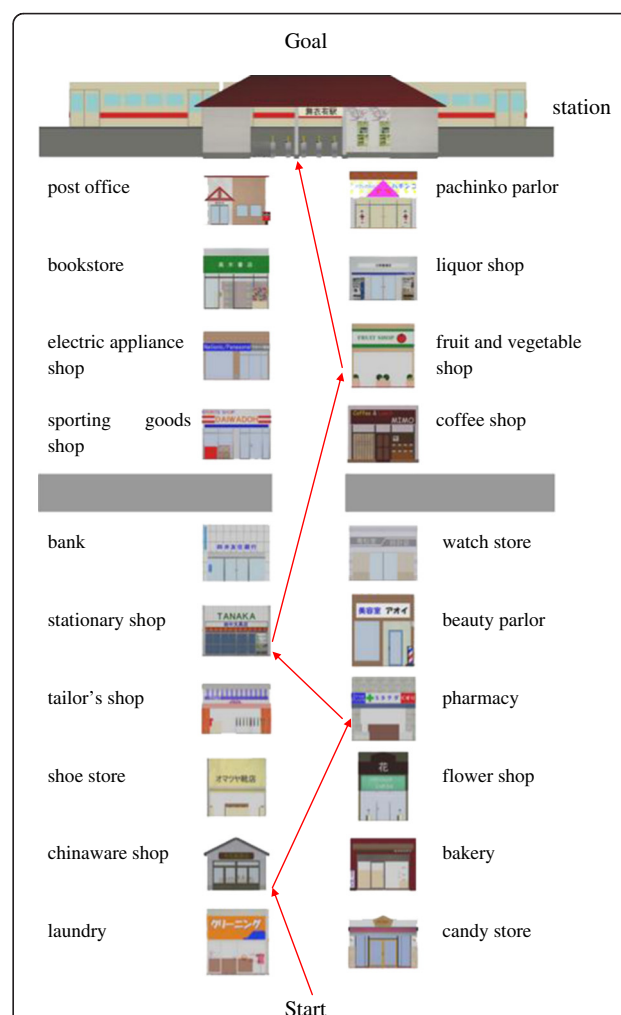 Goal
station
post office
pachinko parlor
bookstore
liquor shop
electric appliance
shop
FRUIT SHOP
fruit and vegetable
shop
sporting goods
shop
DAIWADOH
MIMO
coffee shop
bank
watch store
stationary shop
TANAKA
美容室 アオイ
beauty parlor
tailor's shop
pharmacy
shoe store
オマツヤ靴店
花
flower shop
chinaware shop
bakery
laundry
クリーニング
candy store
Start